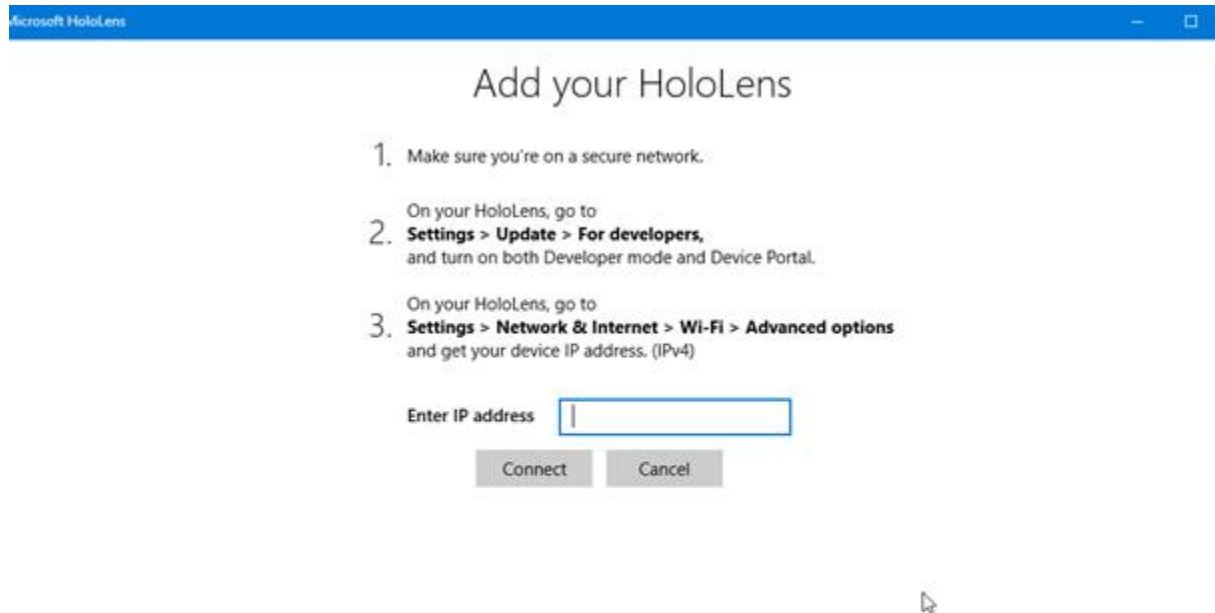 Microsoft HoloLens
Add your HoloLens
1. Make sure you're on a secure network.
On your HoloLens, go to
2. Settings > Update > For developers,
and turn on both Developer mode and Device Portal.
On your HoloLens, go to
3. Settings > Network & Internet > Wi-Fi > Advanced options
and get your device IP address. (IPv4)
Enter IP address
Connect Cancel